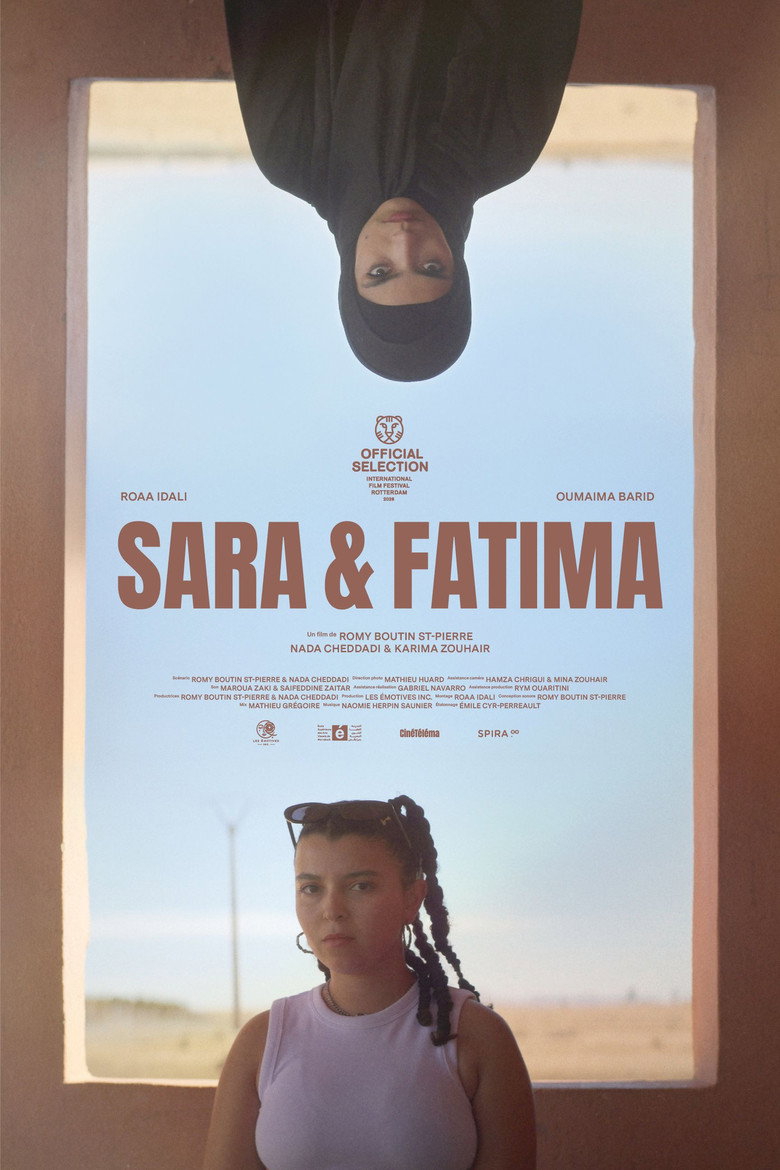 OFFICIAL
SELECTION
INTERNATIONAL
FILM FESTIVAL
ROTTERDAM
ROAA IDALI
OUMAIMA BARID
SARA & FATIMA
Un film de ROMY BOUTIN ST-PIERRE
NADA CHEDDADI & KARIMA ZOUHAIR
Scénario ROMY BOUTIN ST-PIERRE & NADA CHEDDADI Direction photo MATHIEU HUARD Assistance caméra HAMZA CHRIGUI & MINA ZOUHAIR
Son MAROUA ZAKI & SAIFEDDINE ZAITAR Assistance réalisation GABRIEL NAVARRO Assistance production RYM OUARITINI
Productrices ROMY BOUTIN ST-PIERRE & NADA CHEDDADI Production LES ÉMOTIVES INC. Montage ROAA IDALI Conception sonore ROMY BOUTIN ST-PIERRE
Mix MATHIEU GRÉGOIRE Musique NAOMIE HERPIN SAUNIER Étalonnage ÉMILE CYR-PERREAULT
LES ÉMOTIVES
INC.
é
CinéTéléma
SPIRA